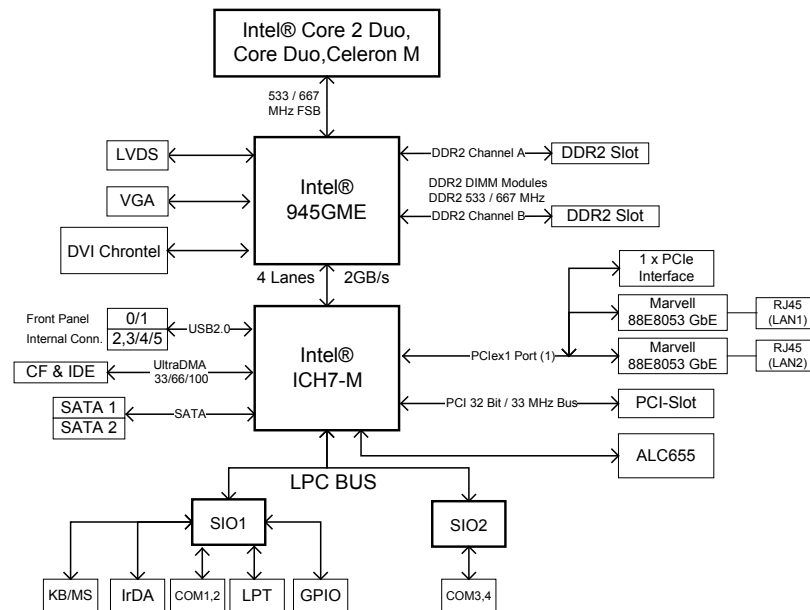 Intel® Core 2 Duo,
Core Duo,Celeron M
533 / 667
MHz FSB
LVDS
VGA
DVI Chrontel
Intel®
945GME
DDR2 Channel A
DDR2 Slot
DDR2 DIMM Modules
DDR2 533 / 667 MHz
DDR2 Channel B
DDR2 Slot
4 Lanes
2GB/s
1 x PCIe
Interface
Marvell
88E8053 GbE
RJ45
(LAN1)
Marvell
88E8053 GbE
RJ45
(LAN2)
Front Panel
0/1
Internal Conn.
2,3/4/5
USB2.0
CF & IDE
UltraDMA
33/66/100
SATA 1
SATA 2
SATA
Intel®
ICH7-M
PCIex1 Port (1)
PCI 32 Bit / 33 MHz Bus
PCI-Slot
ALC655
LPC BUS
SIO1
SIO2
KB/MS
IrDA
COM1,2
LPT
GPIO
COM3,4